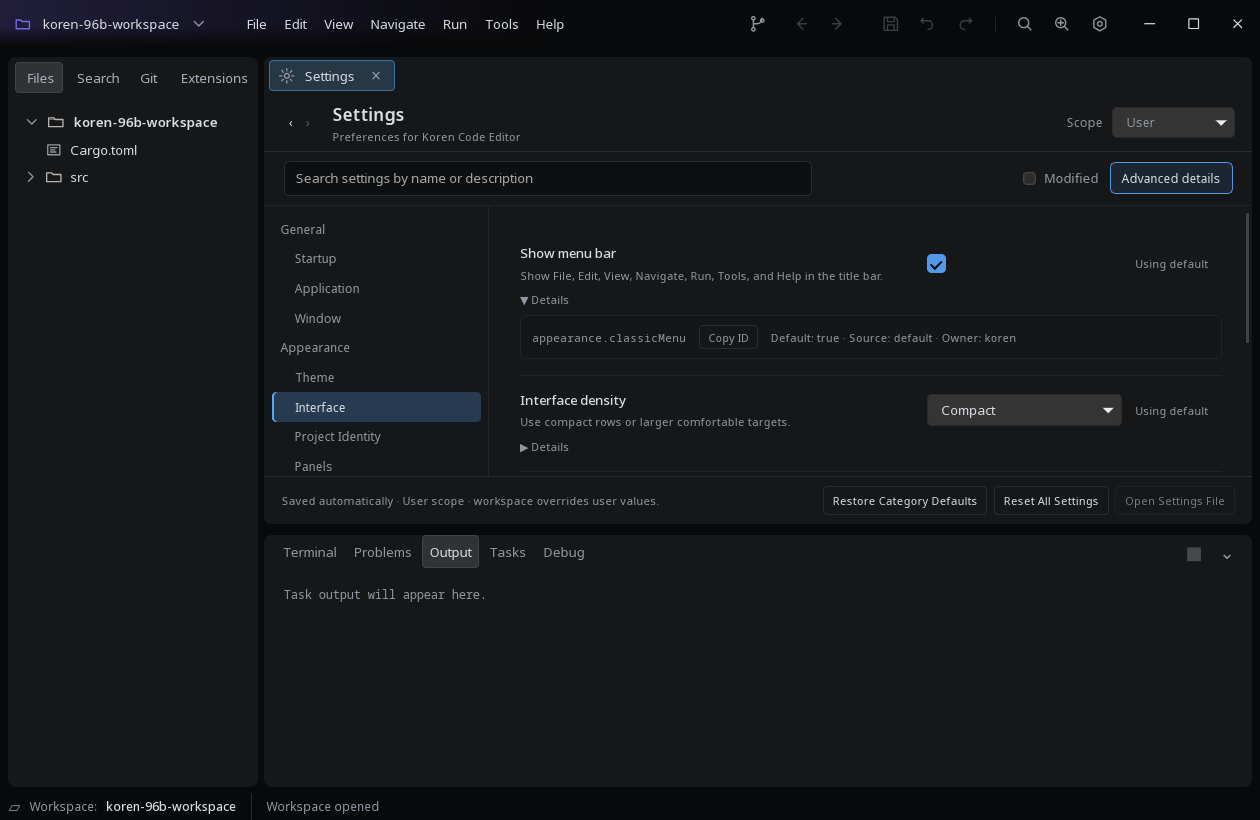 koren-96b-workspace File Edit View Navigate Run Tools Help
Files Search Git Extensions
koren-96b-workspace
Cargo.toml
src
Settings
Settings
Preferences for Koren Code Editor
Scope User
Search settings by name or description
Modified Advanced details
General
Startup
Application
Window
Appearance
Theme
Interface
Project Identity
Panels
Show menu bar
Show File, Edit, View, Navigate, Run, Tools, and Help in the title bar.
Using default
▼ Details
appearance.classicMenu Copy ID Default: true · Source: default · Owner: koren
Interface density
Use compact rows or larger comfortable targets.
Compact Using default
▶ Details
Saved automatically · User scope · workspace overrides user values.
Restore Category Defaults Reset All Settings Open Settings File
Terminal Problems Output Tasks Debug
Task output will appear here.
Workspace: koren-96b-workspace Workspace opened